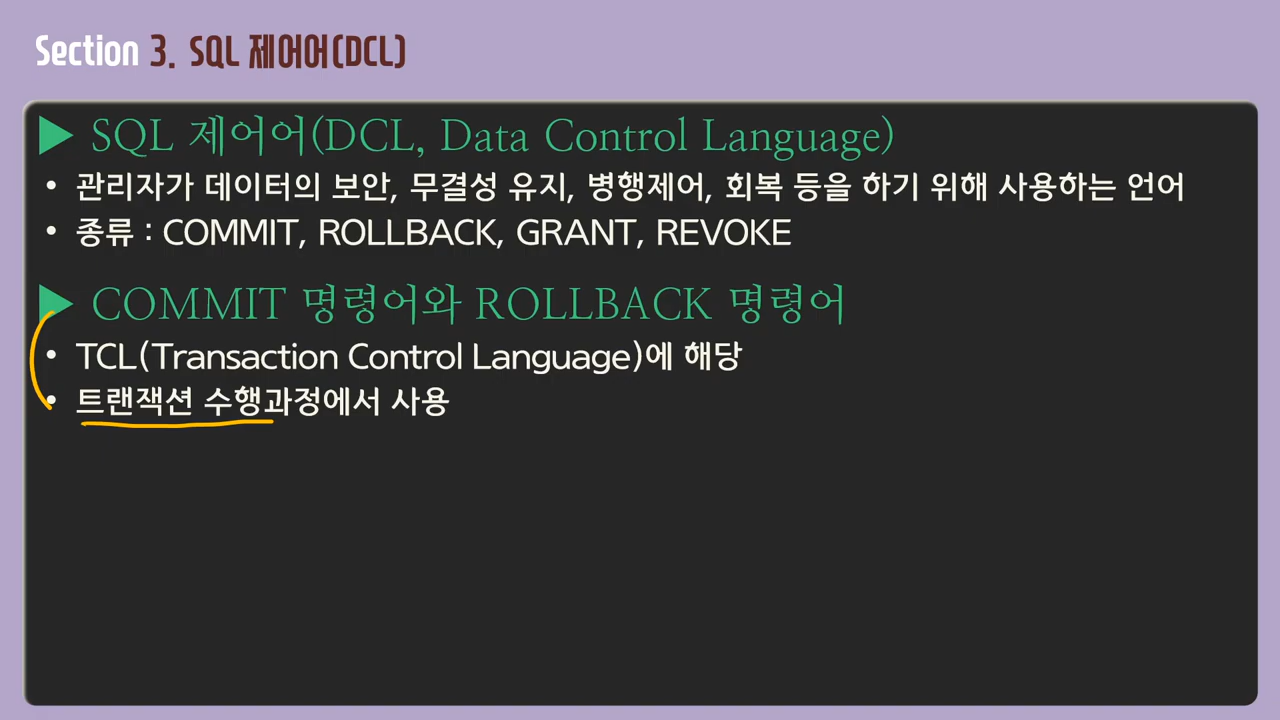 Section 3. SQL 제어어(DCL)
▶ SQL 제어어(DCL, Data Control Language)
• 관리자가 데이터의 보안, 무결성 유지, 병행제어, 회복 등을 하기 위해 사용하는 언어
• 종류 : COMMIT, ROLLBACK, GRANT, REVOKE
▶ COMMIT 명령어와 ROLLBACK 명령어
• TCL(Transaction Control Language)에 해당
• 트랜잭션 수행과정에서 사용